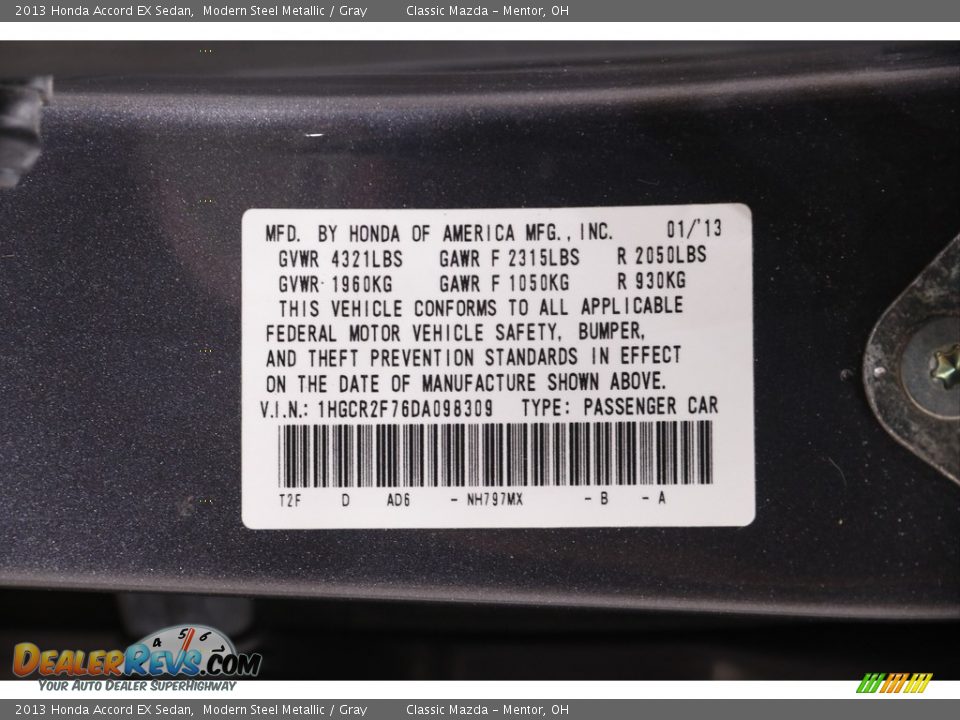 2013 Honda Accord EX Sedan,  Modern Steel Metallic / Gray          Classic Mazda - Mentor, OH
MFD. BY HONDA OF AMERICA MFG.,INC.     01/'13
GVWR 4321LBS   GAWR F 2315LBS   R 2050LBS
GVWR 1960KG   GAWR F 1050KG   R 930KG
THIS VEHICLE CONFORMS TO ALL APPLICABLE
FEDERAL MOTOR VEHICLE SAFETY, BUMPER,
AND THEFT PREVENTION STANDARDS IN EFFECT
ON THE DATE OF MANUFACTURE SHOWN ABOVE.
V.I.N.: 1HGCR2F76DA098309   TYPE: PASSENGER CAR
T2F   D   AD6   - NH797MX   - B   - A
4 5 6 7
DEALERREVS.COM
YOUR AUTO DEALER SUPERHIGHWAY
2013 Honda Accord EX Sedan,  Modern Steel Metallic / Gray          Classic Mazda - Mentor, OH